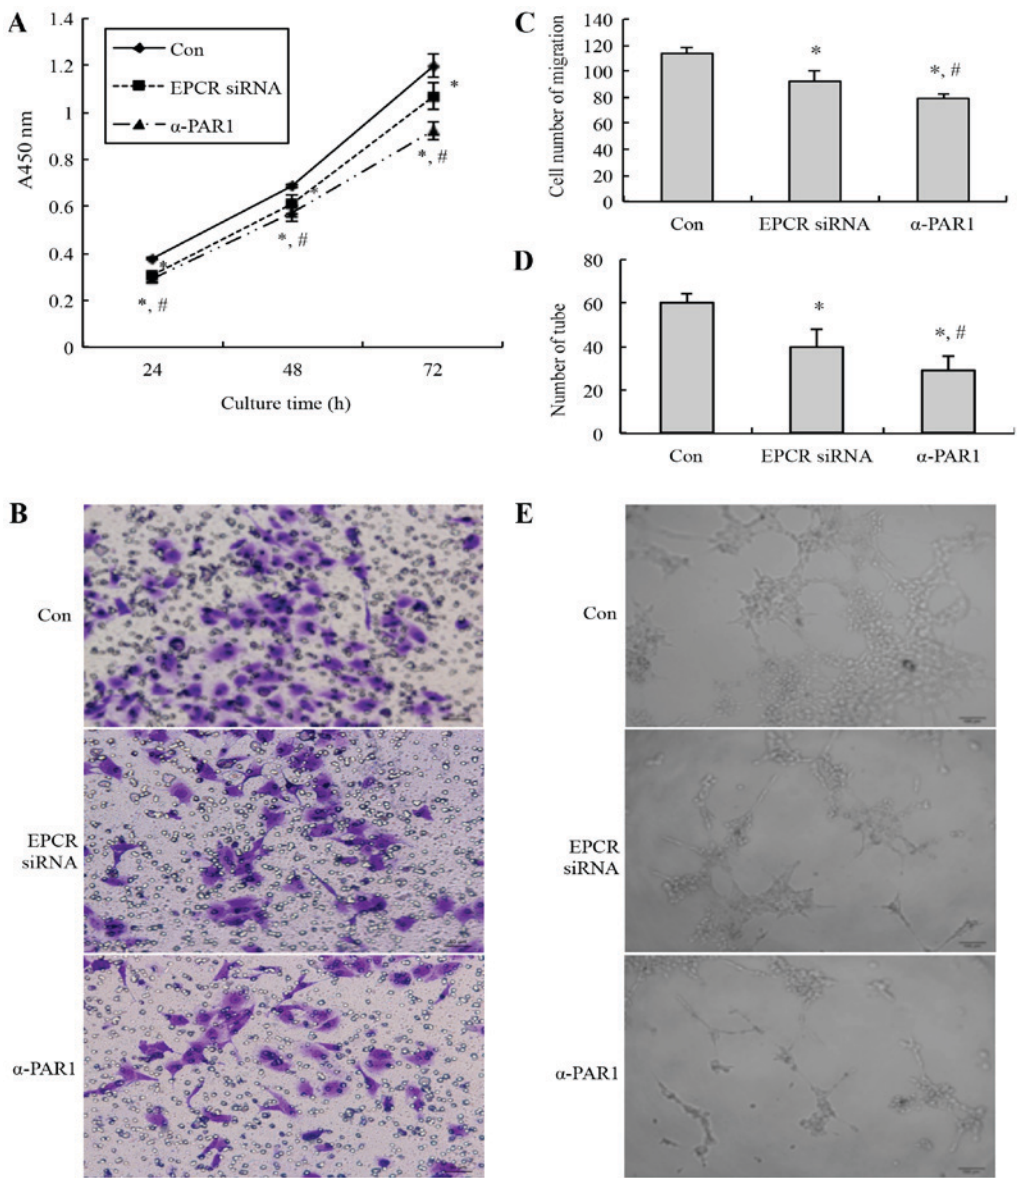 A
1.4
1.2
1
0.8
0.6
0.4
0.2
0
A450 nm
Con
EPCR siRNA
α-PAR1
*
*, #
*
*, #
*
*, #
24
48
72
Culture time (h)
C
140
120
100
80
60
40
20
0
Cell number of migration
*
*, #
Con
EPCR siRNA
α-PAR1
D
80
60
40
20
0
Number of tube
*
*, #
Con
EPCR siRNA
α-PAR1
B
Con
EPCR
siRNA
α-PAR1
E
Con
EPCR
siRNA
α-PAR1